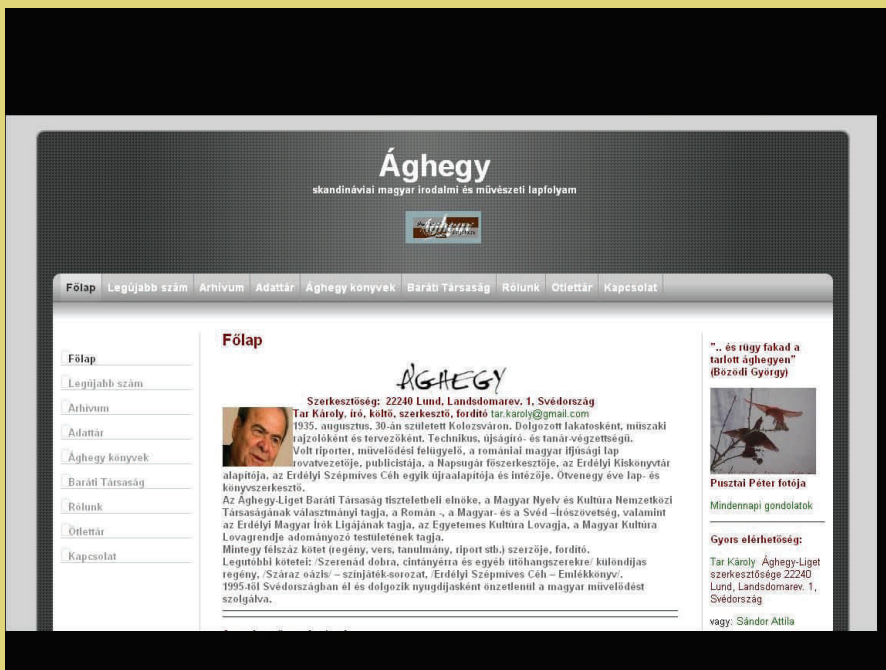 Ághegy
skandináviai magyar irodalmi és művészeti lapfolyam
Ághegy
Főlap Legújabb szám Arhívum Adattár Ághegy könyvek Baráti Társaság Rólunk Ötlettár Kapcsolat
Főlap
Legújabb szám
Arhívum
Adattár
Ághegy könyvek
Baráti Társaság
Rólunk
Ötlettár
Kapcsolat
Főlap
ÁGHEGY
Szerkesztőség: 22240 Lund, Landsdomarev. 1, Svédország
Tar Károly, író, költő, szerkesztő, fordító tar.karoly@gmail.com
1935. augusztus. 30-án született Kolozsváron. Dolgozott lakatosként, műszaki
rajzolóként és tervezőként. Technikus, újságíró- és tanár-végzettségű.
Volt riporter, művelődési felügyelő, a romániai magyar ifjúsági lap
rovatvezetője, publicistája, a Napsugár főszerkesztője, az Erdélyi Kiskönyvtár
alapítója, az Erdélyi Szépmíves Céh egyik újraalapítója és intézője. Ötvenegy éve lap- és
könyvszerkesztő.
Az Ághegy-Liget Baráti Társaság tiszteletbeli elnöke, a Magyar Nyelv és Kultúra Nemzetközi
Társaságának választmányi tagja, a Román -, a Magyar- és a Svéd –Írószövetség, valamint
az Erdélyi Magyar Írók Ligájának tagja, az Egyetemes Kultúra Lovagja, a Magyar Kultúra
Lovagrendje adományozó testületének tagja.
Mintegy félszáz kötet (regény, vers, tanulmány, riport stb.) szerzője, fordító.
Legutóbbi kötetei: /Szerenád dobra, cintányérra és egyéb ütőhangszerekre/ különdíjas
regény, /Száraz oázis/ – színjáték-sorozat, /Erdélyi Szépmíves Céh – Emlékkönyv/.
1995-től Svédországban él és dolgozik nyugdíjasként önzetlenül a magyar művelődést
szolgálva.
".. és rügy fakad a
tarlott ághegyen"
(Bözödi György)
Pusztai Péter fotója
Mindennapi gondolatok
Gyors elérhetőség:
Tar Károly Ághegy-Liget
szerkesztősége 22240
Lund, Landsdomarev. 1,
Svédország
vagy: Sándor Attila